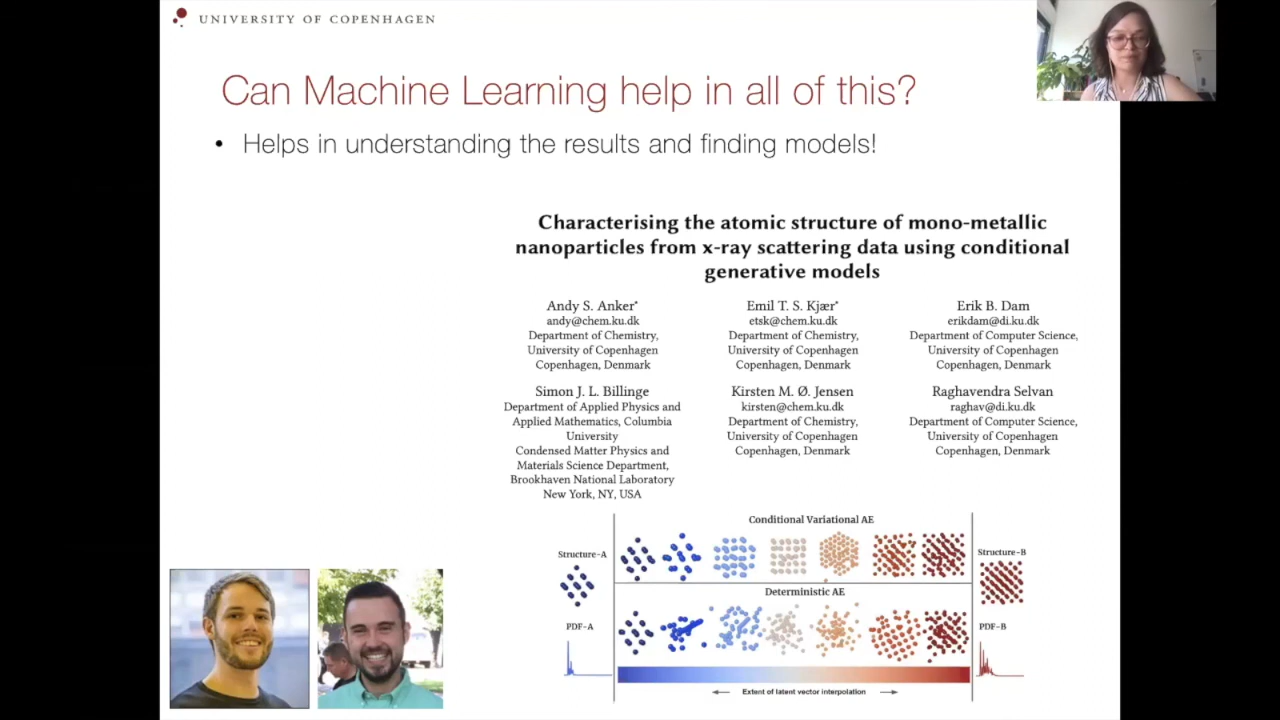 UNIVERSITY OF COPENHAGEN
Can Machine Learning help in all of this?
• Helps in understanding the results and finding models!
Characterising the atomic structure of mono-metallic
nanoparticles from x-ray scattering data using conditional
generative models
Andy S. Anker*
andy@chem.ku.dk
Department of Chemistry,
University of Copenhagen
Copenhagen, Denmark
Emil T. S. Kjær*
etsk@chem.ku.dk
Department of Chemistry,
University of Copenhagen
Copenhagen, Denmark
Erik B. Dam
erikdam@di.ku.dk
Department of Computer Science,
University of Copenhagen
Copenhagen, Denmark
Simon J. L. Billinge
Department of Applied Physics and
Applied Mathematics, Columbia
University
Condensed Matter Physics and
Materials Science Department,
Brookhaven National Laboratory
New York, NY, USA
Kirsten M. Ø. Jensen
kirsten@chem.ku.dk
Department of Chemistry,
University of Copenhagen
Copenhagen, Denmark
Raghavendra Selvan
raghav@di.ku.dk
Department of Computer Science,
University of Copenhagen
Copenhagen, Denmark
Conditional Variational AE
Structure-A
Structure-B
Deterministic AE
PDF-A
PDF-B
Extent of latent vector interpolation